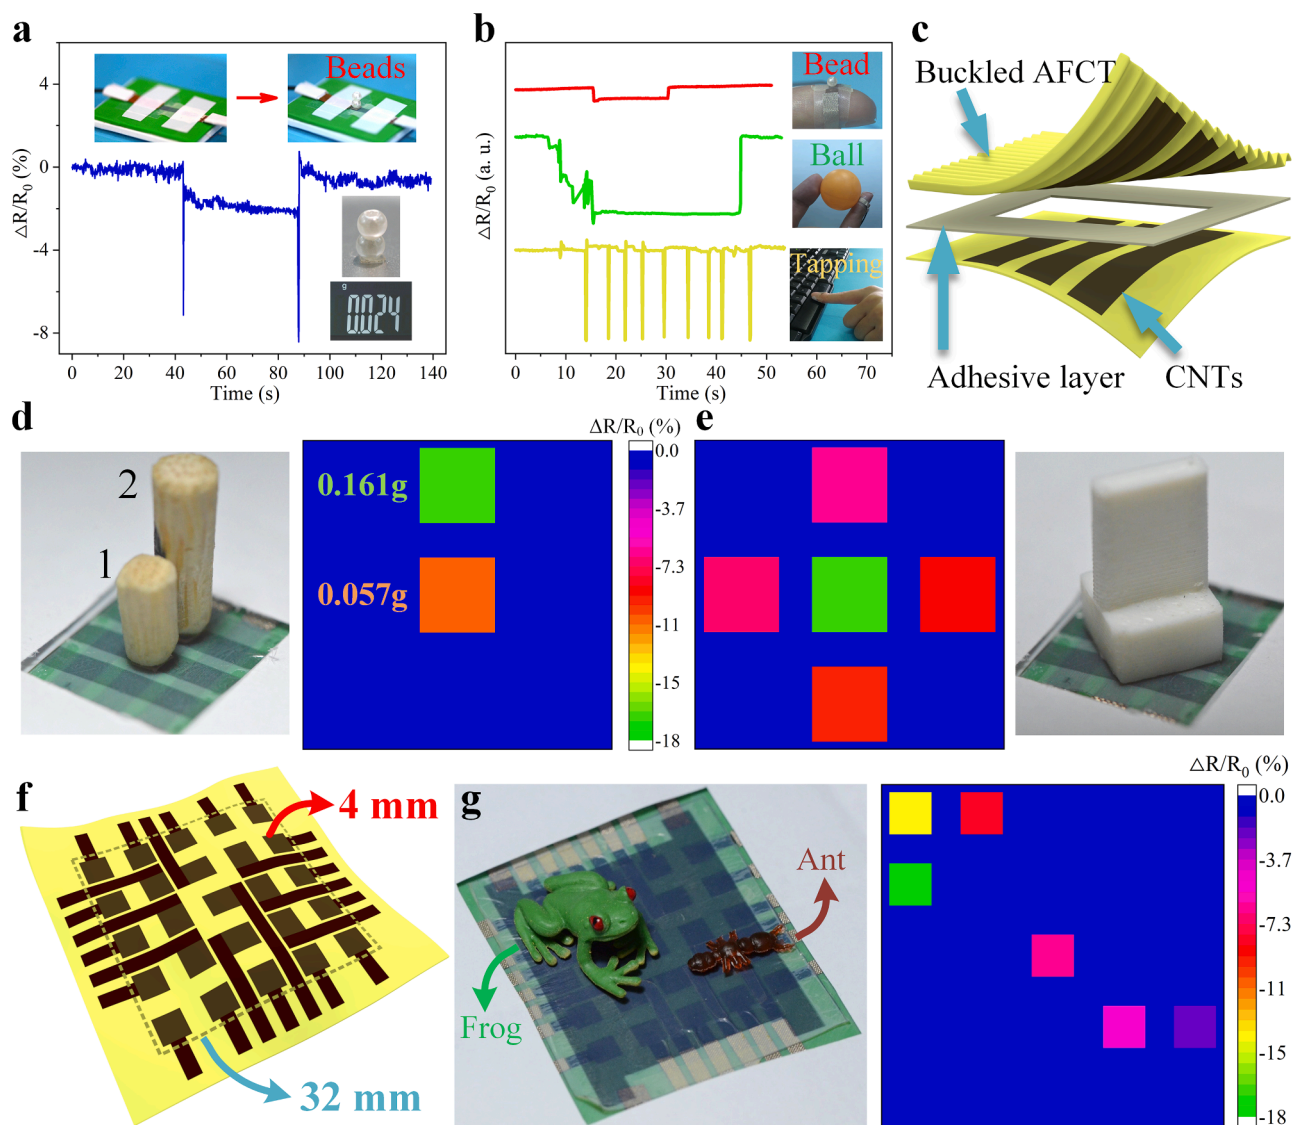 a
ΔR/R0 (%)
4
0
-4
-8
Beads
g
0.024
0 20 40 60 80 100 120 140
Time (s)
b
ΔR/R0 (a. u.)
Bead
Ball
Tapping
0 10 20 30 40 50 60 70
Time (s)
c
Buckled AFCT
Adhesive layer
CNTs
d
2
1
0.161g
0.057g
ΔR/R0 (%)
0.0
-3.7
-7.3
-11
-15
-18
e
f
4 mm
32 mm
g
Ant
Frog
ΔR/R0 (%)
0.0
-3.7
-7.3
-11
-15
-18